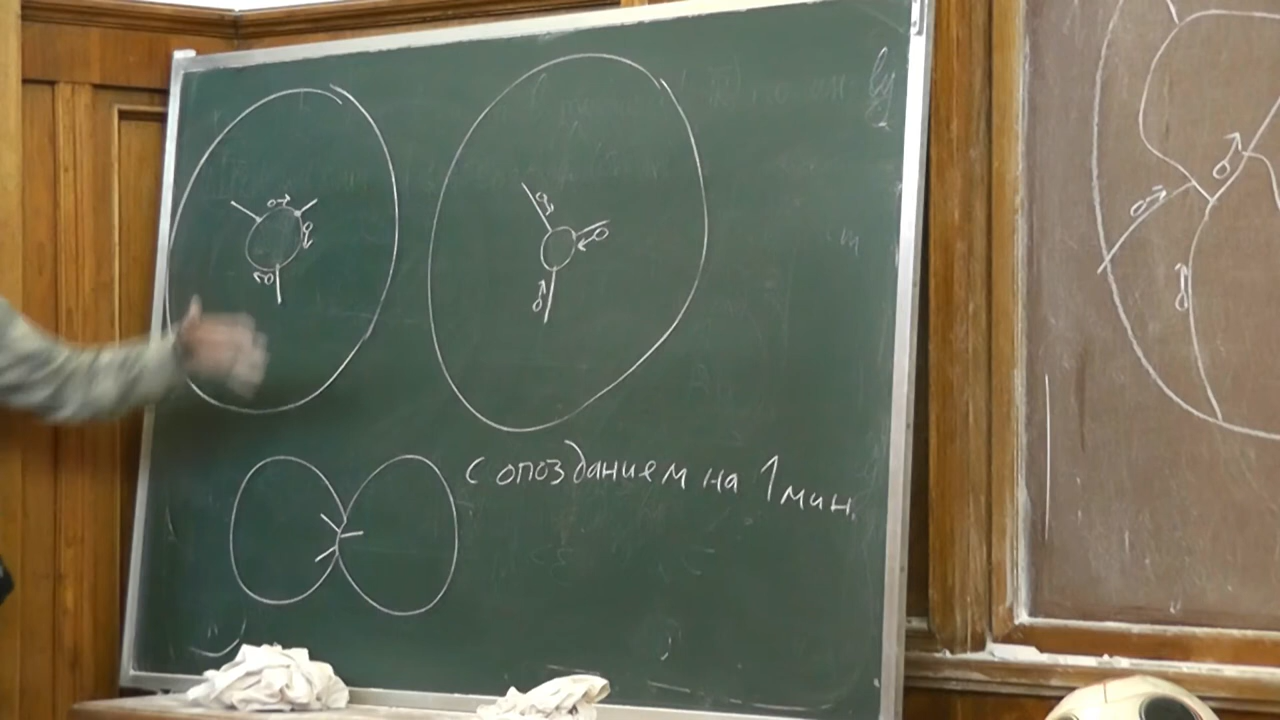 с опозданием на 1 мин.